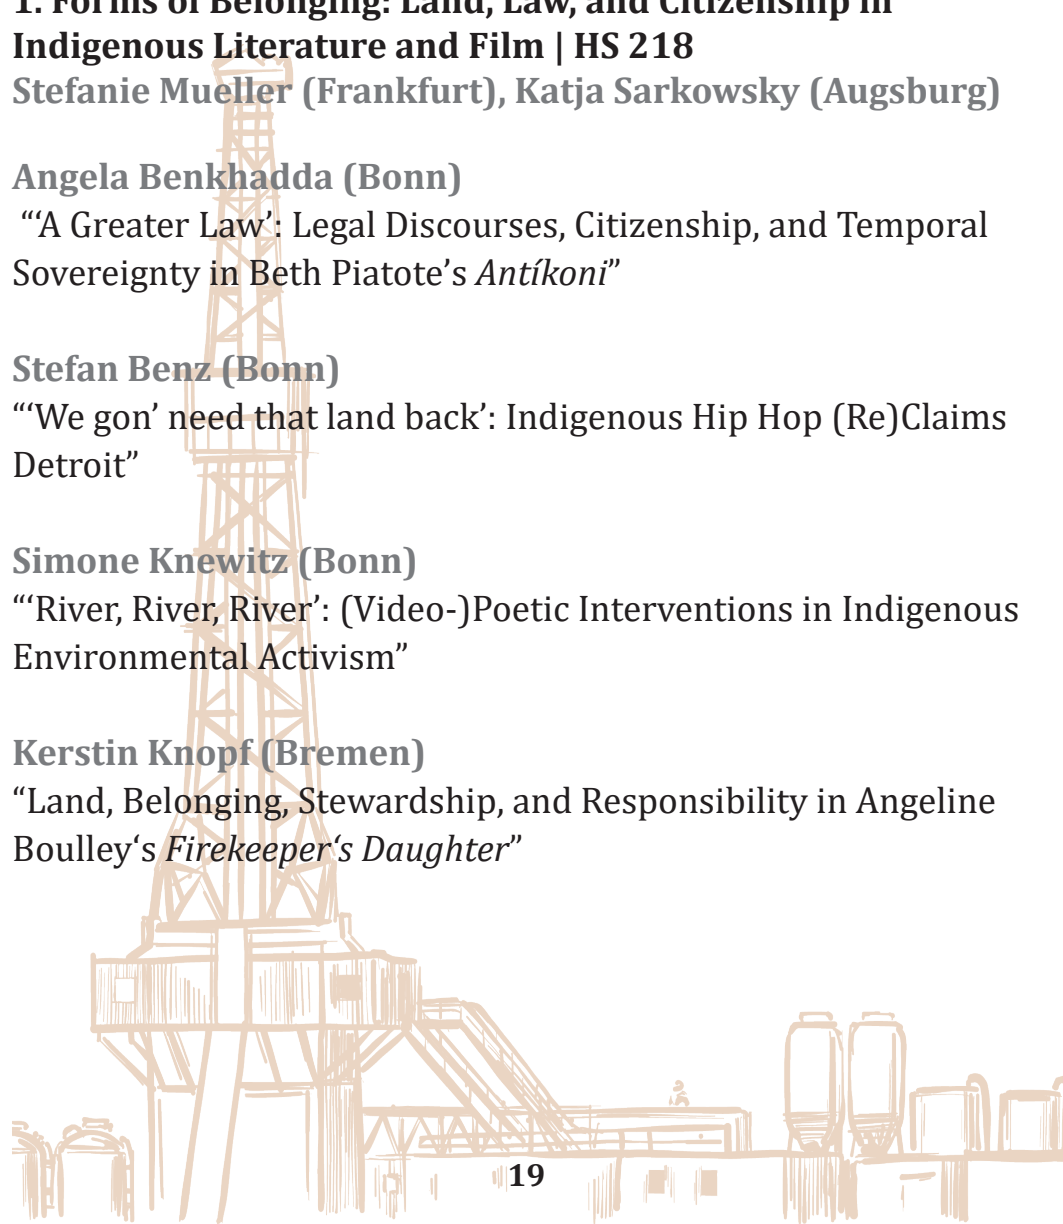 1. Forms of Belonging: Land, Law, and Citizenship in
Indigenous Literature and Film | HS 218
Stefanie Mueller (Frankfurt), Katja Sarkowsky (Augsburg)
Angela Benkhadda (Bonn)
“‘A Greater Law’: Legal Discourses, Citizenship, and Temporal
Sovereignty in Beth Piatote’s Antíkoni”
Stefan Benz (Bonn)
“‘We gon’ need that land back’: Indigenous Hip Hop (Re)Claims
Detroit”
Simone Knewitz (Bonn)
“‘River, River, River’: (Video-)Poetic Interventions in Indigenous
Environmental Activism”
Kerstin Knopf (Bremen)
“Land, Belonging, Stewardship, and Responsibility in Angeline
Boulley‘s Firekeeper‘s Daughter”
19